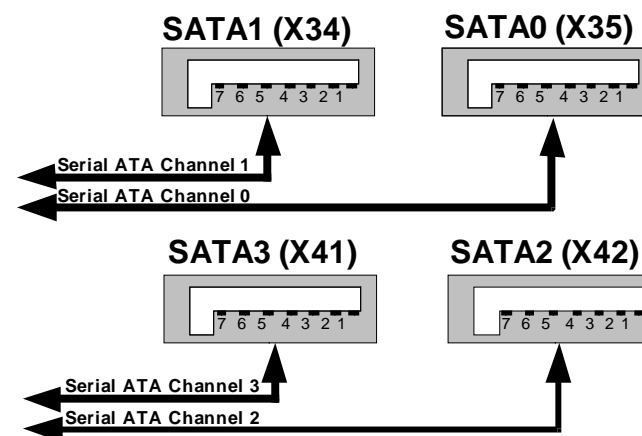 SATA1 (X34) SATA0 (X35)
7 6 5 4 3 2 1 7 6 5 4 3 2 1
Serial ATA Channel 1
Serial ATA Channel 0
SATA3 (X41) SATA2 (X42)
7 6 5 4 3 2 1 7 6 5 4 3 2 1
Serial ATA Channel 3
Serial ATA Channel 2